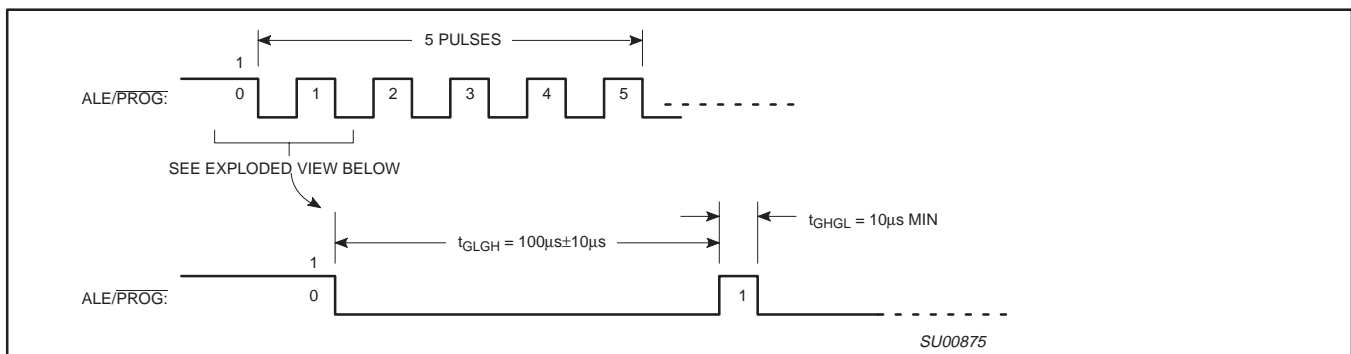 5 PULSES
1
ALE/PROG: 0 1 2 3 4 5
SEE EXPLODED VIEW BELOW
tGHGL = 10µs MIN
tGLGH = 100µs±10µs
1
ALE/PROG: 0 1
SU00875